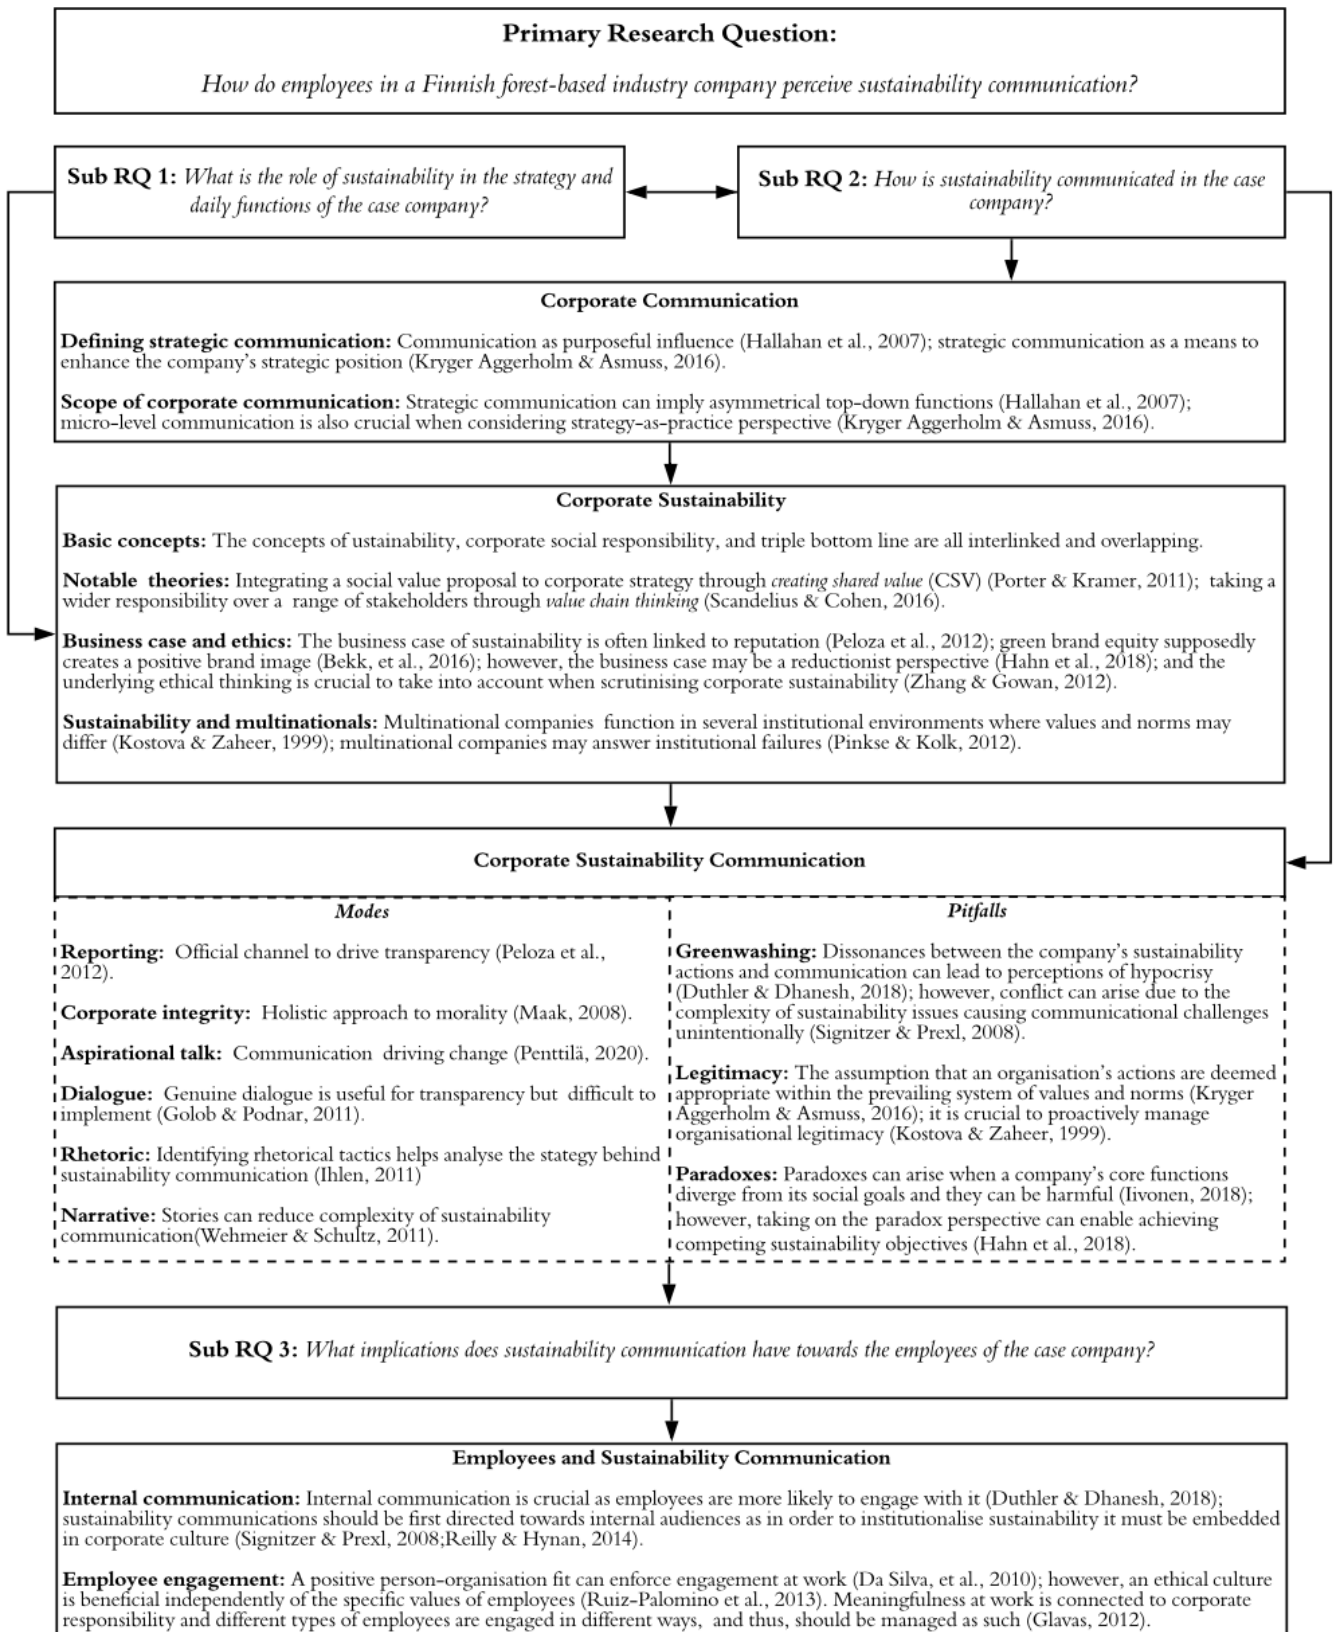 Primary Research Question:
How do employees in a Finnish forest-based industry company perceive sustainability communication?
Sub RQ 1: What is the role of sustainability in the strategy and
daily functions of the case company?
Sub RQ 2: How is sustainability communicated in the case
company?
Corporate Communication
Defining strategic communication: Communication as purposeful influence (Hallahan et al., 2007); strategic communication as a means to
enhance the company's strategic position (Kryger Aggerholm & Asmuss, 2016).
Scope of corporate communication: Strategic communication can imply asymmetrical top-down functions (Hallahan et al., 2007);
micro-level communication is also crucial when considering strategy-as-practice perspective (Kryger Aggerholm & Asmuss, 2016).
Corporate Sustainability
Basic concepts: The concepts of ustainability, corporate social responsibility, and triple bottom line are all interlinked and overlapping.
Notable theories: Integrating a social value proposal to corporate strategy through creating shared value (CSV) (Porter & Kramer, 2011); taking a
wider responsibility over a range of stakeholders through value chain thinking (Scandelius & Cohen, 2016).
Business case and ethics: The business case of sustainability is often linked to reputation (Peloza et al., 2012); green brand equity supposedly
creates a positive brand image (Bekk, et al., 2016); however, the business case may be a reductionist perspective (Hahn et al., 2018); and the
underlying ethical thinking is crucial to take into account when scrutinising corporate sustainability (Zhang & Gowan, 2012).
Sustainability and multinationals: Multinational companies function in several institutional environments where values and norms may
differ (Kostova & Zaheer, 1999); multinational companies may answer institutional failures (Pinkse & Kolk, 2012).
Corporate Sustainability Communication
Modes
Reporting: Official channel to drive transparency (Peloza et al.,
2012).
Corporate integrity: Holistic approach to morality (Maak, 2008).
Aspirational talk: Communication driving change (Penttilä, 2020).
Dialogue: Genuine dialogue is useful for transparency but difficult to
implement (Golob & Podnar, 2011).
Rhetoric: Identifying rhetorical tactics helps analyse the stategy behind
sustainability communication (Ihlen, 2011)
Narrative: Stories can reduce complexity of sustainability
communication(Wehmeier & Schultz, 2011).
Pitfalls
Greenwashing: Dissonances between the company's sustainability
actions and communication can lead to perceptions of hypocrisy
(Duthler & Dhanesh, 2018); however, conflict can arise due to the
complexity of sustainability issues causing communicational challenges
unintentionally (Signitzer & Prexl, 2008).
Legitimacy: The assumption that an organisation's actions are deemed
appropriate within the prevailing system of values and norms (Kryger
Aggerholm & Asmuss, 2016); it is crucial to proactively manage
organisational legitimacy (Kostova & Zaheer, 1999).
Paradoxes: Paradoxes can arise when a company's core functions
diverge from its social goals and they can be harmful (Iivonen, 2018);
however, taking on the paradox perspective can enable achieving
competing sustainability objectives (Hahn et al., 2018).
Sub RQ 3: What implications does sustainability communication have towards the employees of the case company?
Employees and Sustainability Communication
Internal communication: Internal communication is crucial as employees are more likely to engage with it (Duthler & Dhanesh, 2018);
sustainability communications should be first directed towards internal audiences as in order to institutionalise sustainability it must be embedded
in corporate culture (Signitzer & Prexl, 2008;Reilly & Hynan, 2014).
Employee engagement: A positive person-organisation fit can enforce engagement at work (Da Silva, et al., 2010); however, an ethical culture
is beneficial independently of the specific values of employees (Ruiz-Palomino et al., 2013). Meaningfulness at work is connected to corporate
responsibility and different types of employees are engaged in different ways, and thus, should be managed as such (Glavas, 2012).